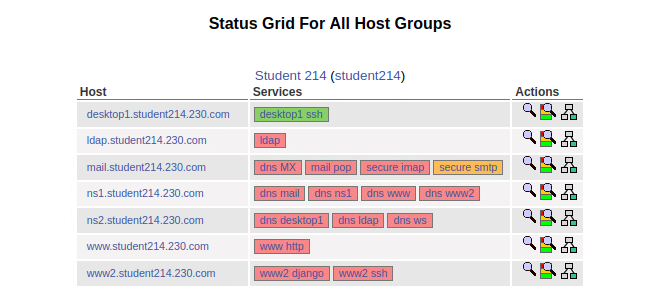 Status Grid For All Host Groups
Student 214 (student214)
Host Services Actions
desktop1.student214.230.com desktop1 ssh
ldap.student214.230.com ldap
mail.student214.230.com dns MX mail pop secure imap secure smtp
ns1.student214.230.com dns mail dns ns1 dns www dns www2
ns2.student214.230.com dns desktop1 dns ldap dns ws
www.student214.230.com www http
www2.student214.230.com www2 django www2 ssh